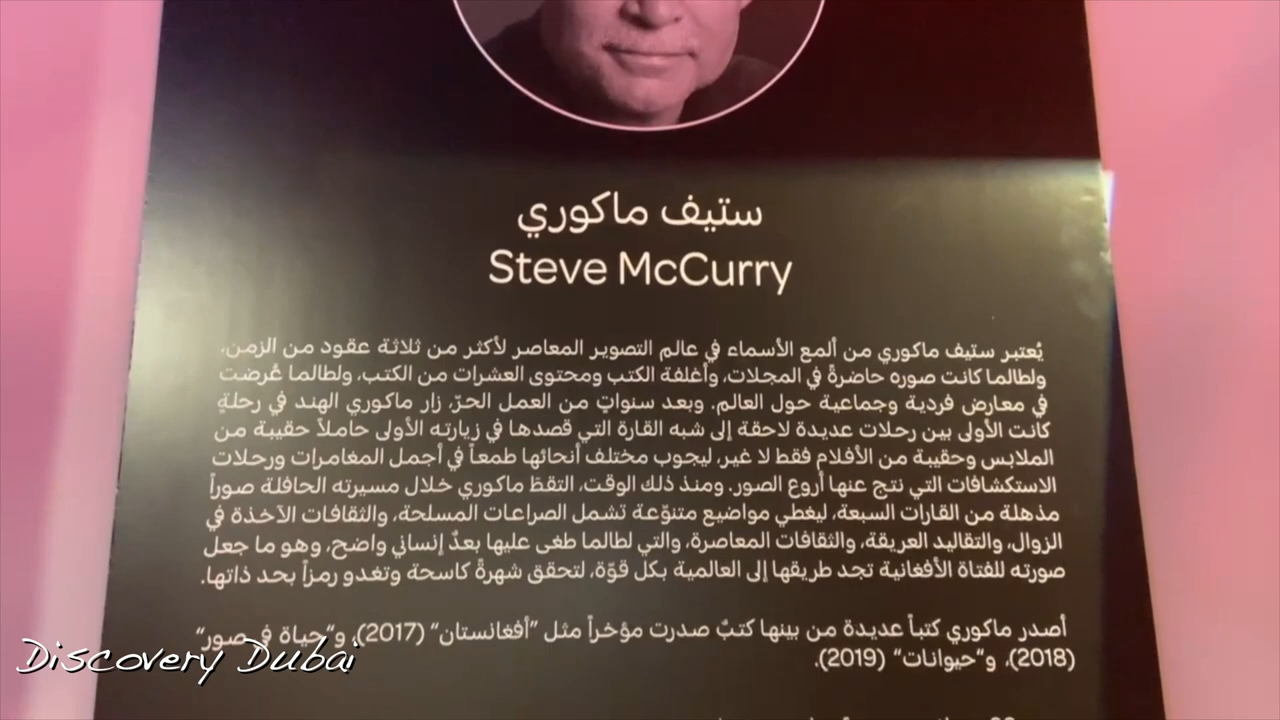 ستيف ماكوري
Steve McCurry
يُعتبر ستيف ماكوري من ألمع الأسماء في عالم التصوير المعاصر لأكثر من ثلاثة عقود من الزمن،
ولطالما كانت صوره حاضرةً في المجلات، وأغلفة الكتب ومحتوى العشرات من الكتب، ولطالما عُرضت
في معارض فردية وجماعية حول العالم. وبعد سنواتٍ من العمل الحرّ، زار ماكوري الهند في رحلةٍ
كانت الأولى بين رحلات عديدة لاحقة إلى شبه القارة التي قصدها في زيارته الأولى حاملاً حقيبة من
الملابس وحقيبة من الأفلام فقط لا غير، ليجوب مختلف أنحائها طمعاً في أجمل المغامرات ورحلات
الاستكشافات التي نتج عنها أروع الصور. ومنذ ذلك الوقت، التقطَ ماكوري خلال مسيرته الحافلة صوراً
مذهلة من القارات السبعة، ليغطي مواضيع متنوّعة تشمل الصراعات المسلحة، والثقافات الآخذة في
الزوال، والتقاليد العريقة، والثقافات المعاصرة، والتي لطالما طغى عليها بعدٌ إنساني واضح، وهو ما جعل
صورته للفتاة الأفغانية تجد طريقها إلى العالمية بكل قوّة، لتحقق شهرةً كاسحة وتغدو رمزاً بحد ذاتها.
أصدر ماكوري كتباً عديدة من بينها كتبٌ صدرت مؤخراً مثل "أفغانستان" (2017)، و"حياة في صور"
(2018)، و"حيوانات" (2019).
Discovery Dubai